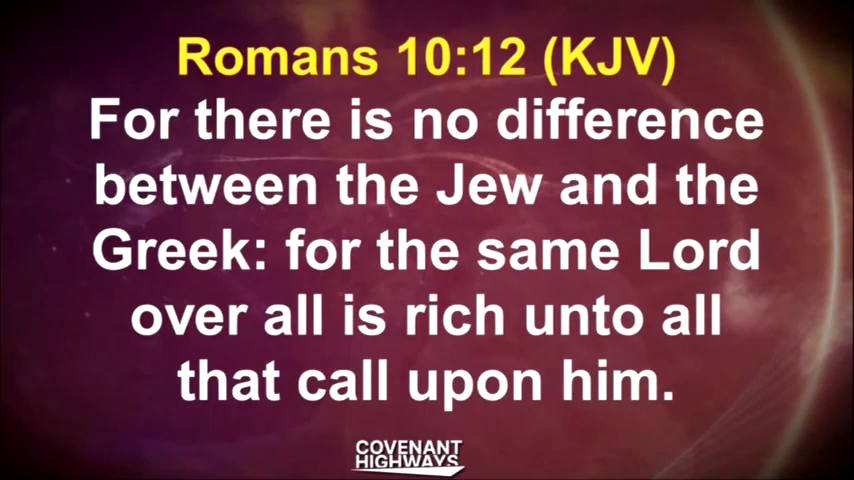 Romans 10:12 (KJV)
For there is no difference
between the Jew and the
Greek: for the same Lord
over all is rich unto all
that call upon him.
COVENANT
HIGHWAYS